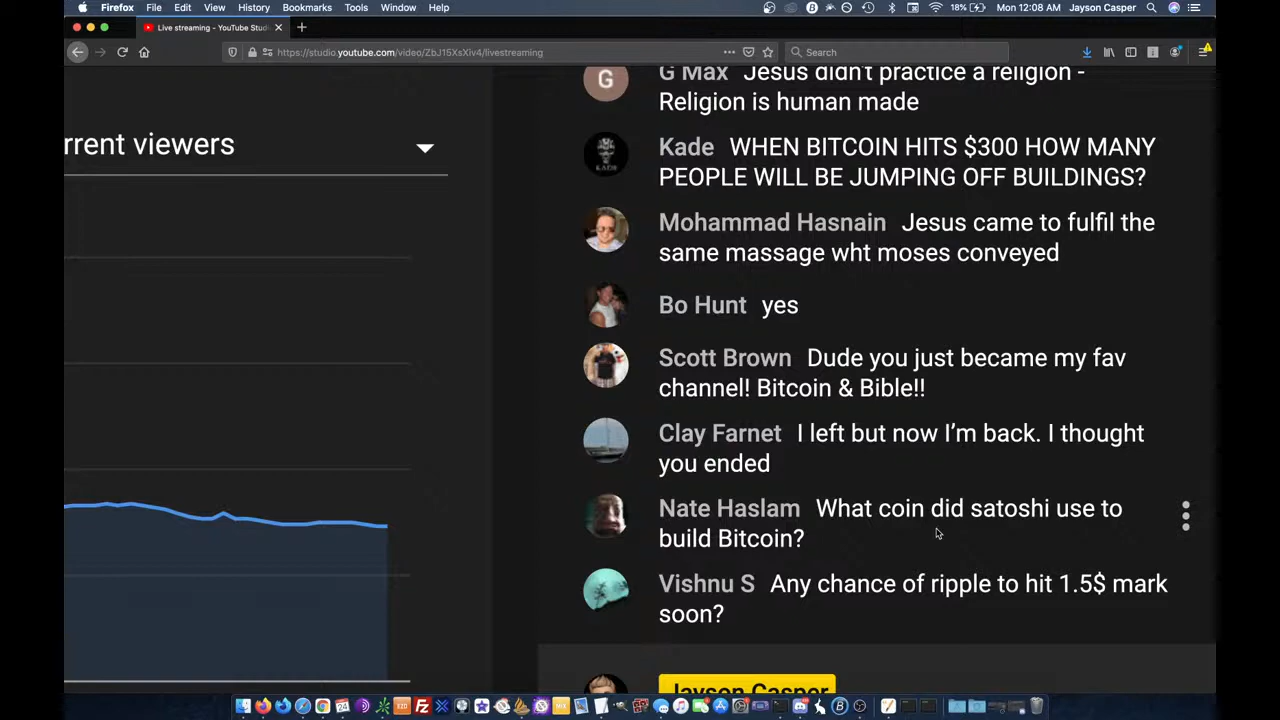 Firefox File Edit View History Bookmarks Tools Window Help 18% Mon 12:08 AM Jayson Casper
Live streaming - YouTube Studi
https://studio.youtube.com/video/ZbJ15XsXiv4/livestreaming Search
rrent viewers
G
G Max Jesus didn't practice a religion -
Religion is human made
KADE
Kade WHEN BITCOIN HITS $300 HOW MANY
PEOPLE WILL BE JUMPING OFF BUILDINGS?
Mohammad Hasnain Jesus came to fulfil the
same massage wht moses conveyed
Bo Hunt yes
Scott Brown Dude you just became my fav
channel! Bitcoin & Bible!!
Clay Farnet I left but now I'm back. I thought
you ended
Nate Haslam What coin did satoshi use to
build Bitcoin?
Vishnu S Any chance of ripple to hit 1.5$ mark
soon?
Jayson Casper